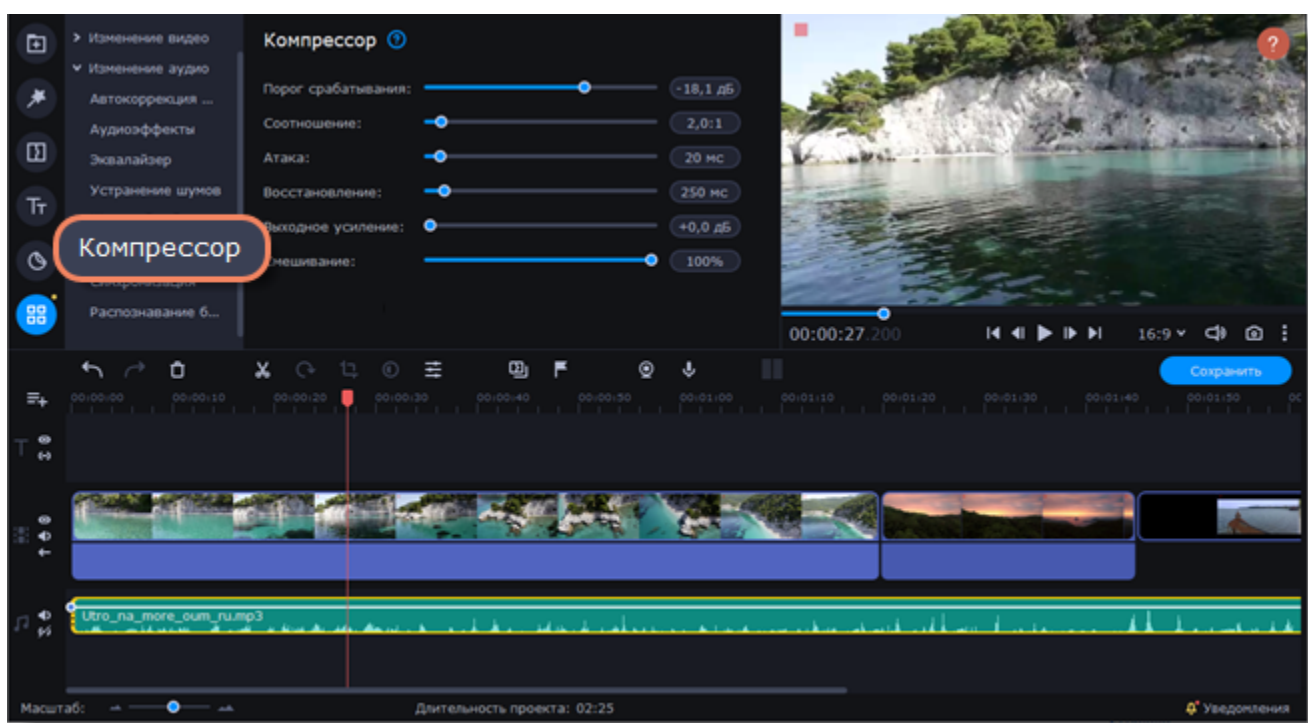 Изменение видео
Изменение аудио
Автокоррекция ...
Аудиоэффекты
Эквалайзер
Устранение шумов
Компрессор
Синхронизация
Распознавание б...
Компрессор ?
Порог срабатывания: -18,1 дБ
Соотношение: 2,0:1
Атака: 20 мс
Восстановление: 250 мс
Выходное усиление: +0,0 дБ
Смешивание: 100%
?
00:00:27.200
16:9
Сохранить
00:00:00 00:00:10 00:00:20 00:00:30 00:00:40 00:00:50 00:01:00 00:01:10 00:01:20 00:01:30 00:01:40 00:01:50 00
Utro_na_more_oum_ru.mp3
Масштаб: Длительность проекта: 02:25 Уведомления